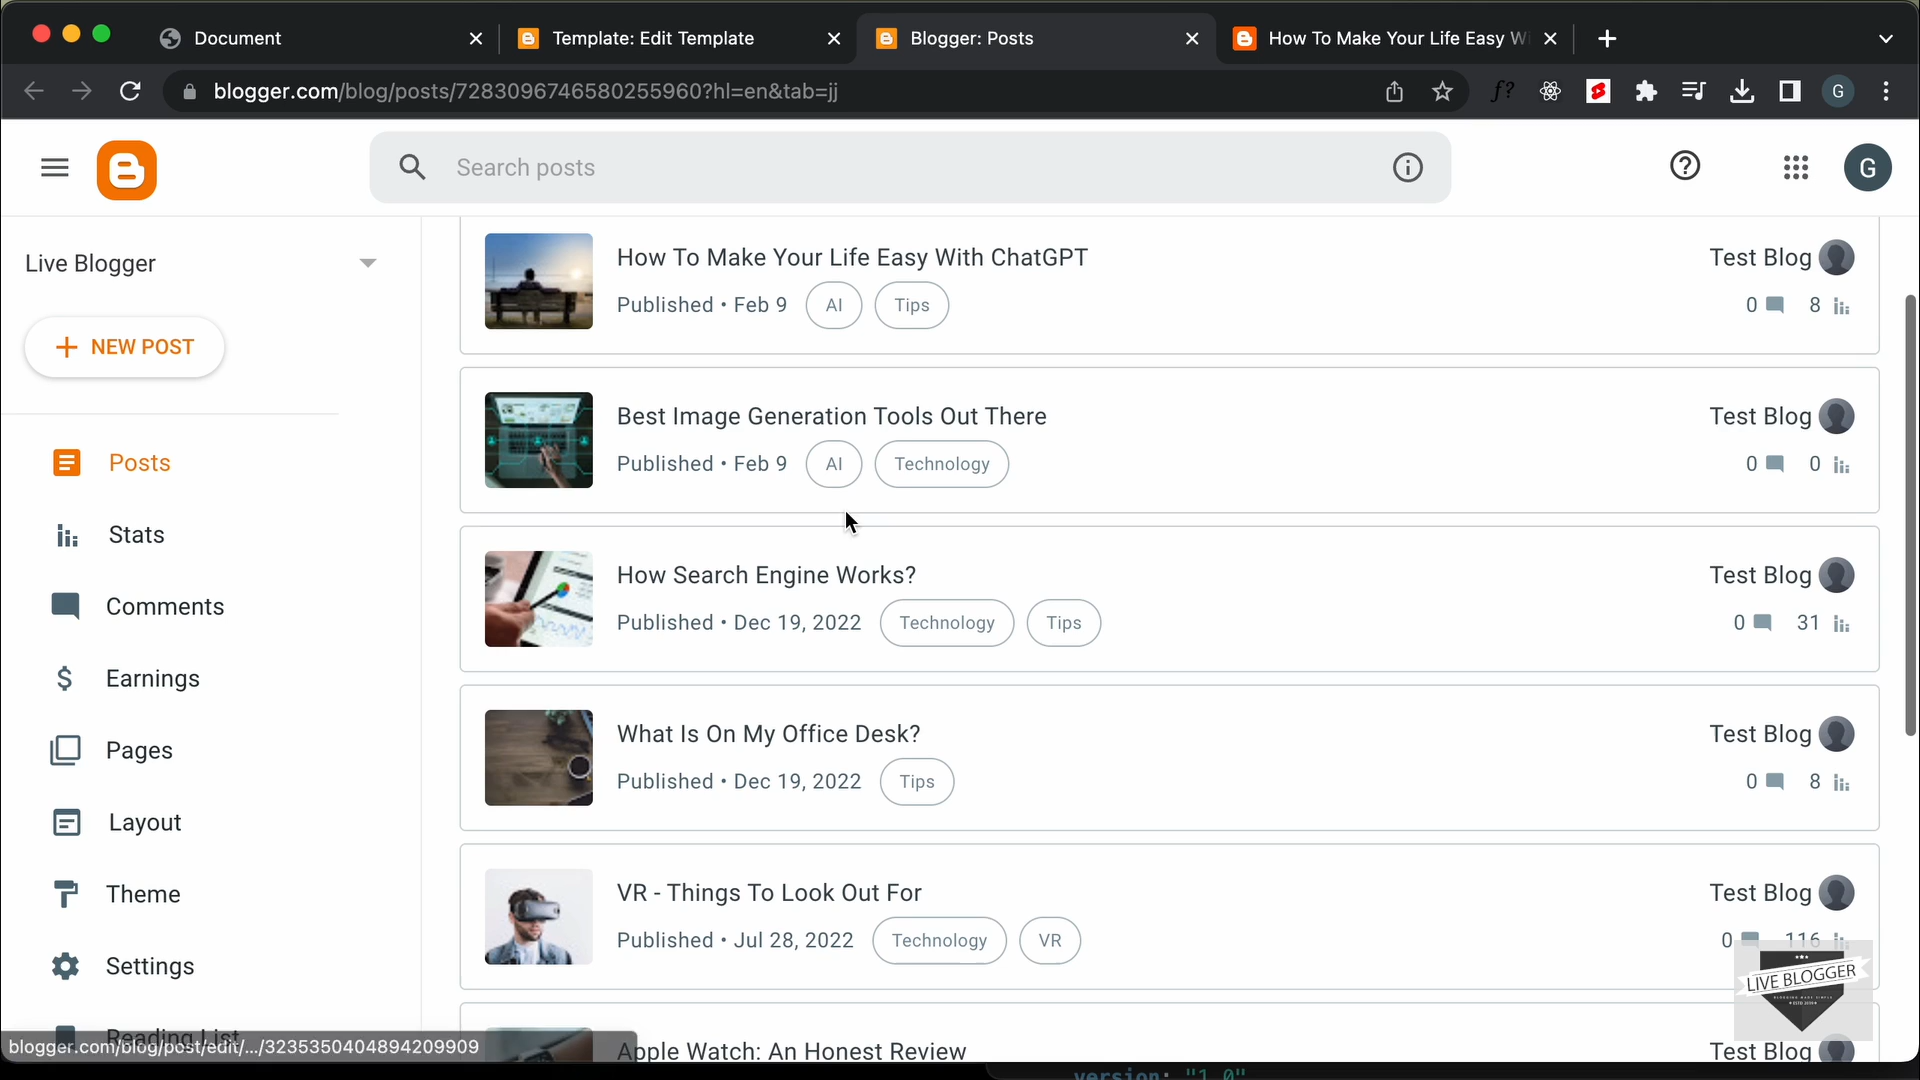 Document
Template: Edit Template
Blogger: Posts
How To Make Your Life Easy W
blogger.com/blog/posts/7283096746580255960?hl=en&tab=jj
f?
G
Search posts
G
Live Blogger
NEW POST
Posts
Stats
Comments
Earnings
Pages
Layout
Theme
Settings
Reading List
blogger.com/blog/post/edit/.../3235350404894209909
How To Make Your Life Easy With ChatGPT
Test Blog
Published • Feb 9 AI Tips
0 8
Best Image Generation Tools Out There
Test Blog
Published • Feb 9 AI Technology
0 0
How Search Engine Works?
Test Blog
Published • Dec 19, 2022 Technology Tips
0 31
What Is On My Office Desk?
Test Blog
Published • Dec 19, 2022 Tips
0 8
VR - Things To Look Out For
Test Blog
Published • Jul 28, 2022 Technology VR
0 116
LIVE BLOGGER
Apple Watch: An Honest Review
Test Blog
version: "1.0"